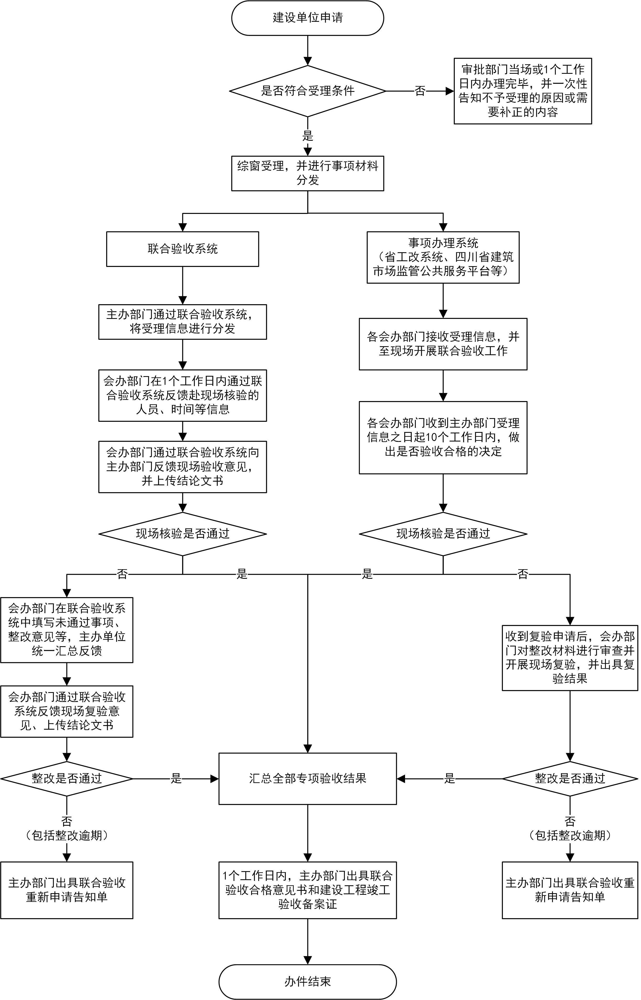 建设单位申请
是否符合受理条件
否
审批部门当场或1个工作
日内办理完毕，并一次性
告知不予受理的原因或需
要补正的内容
是
综窗受理，并进行事项材料
分发
联合验收系统
事项办理系统
（省工改系统、四川省建筑
市场监管公共服务平台等）
主办部门通过联合验收系统，
将受理信息进行分发
各会办部门接收受理信息，并
至现场开展联合验收工作
会办部门在1个工作日内通过联
合验收系统反馈赴现场核验的
人员、时间等信息
各会办部门收到主办部门受理
信息之日起10个工作日内，做
出是否验收合格的决定
会办部门通过联合验收系统向
主办部门反馈现场验收意见，
并上传结论文书
现场核验是否通过
现场核验是否通过
否
是
是
否
会办部门在联合验收系
统中填写未通过事项、
整改意见等，主办单位
统一汇总反馈
收到复验申请后，会办部
门对整改材料进行审查并
开展现场复验，并出具复
验结果
会办部门通过联合验收
系统反馈现场复验意
见、上传结论文书
整改是否通过
是
汇总全部专项验收结果
是
整改是否通过
否
（包括整改逾期）
否
（包括整改逾期）
主办部门出具联合验收
重新申请告知单
1个工作日内，主办部门出具联合
验收合格意见书和建设工程竣工
验收备案证
主办部门出具联合验收重
新申请告知单
办件结束